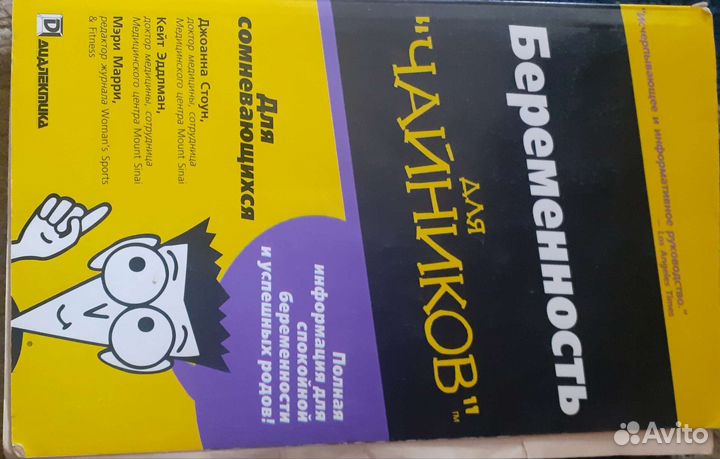 "Исчерпывающее и информативное руководство."
— Los Angeles Times
Беременность
для
"ЧАЙНИКОВ"
TM
Полная
информация для
спокойной
беременности
и успешных родов!
Для
сомневающихся
Джоанна Стоун,
доктор медицины, сотрудница
Медицинского центра Mount Sinai
Кейт Эддлман,
доктор медицины, сотрудница
Медицинского центра Mount Sinai
Мэри Марри,
редактор журнала Woman's Sports
& Fitness
®
ДИАЛЕКТИКА
Avito